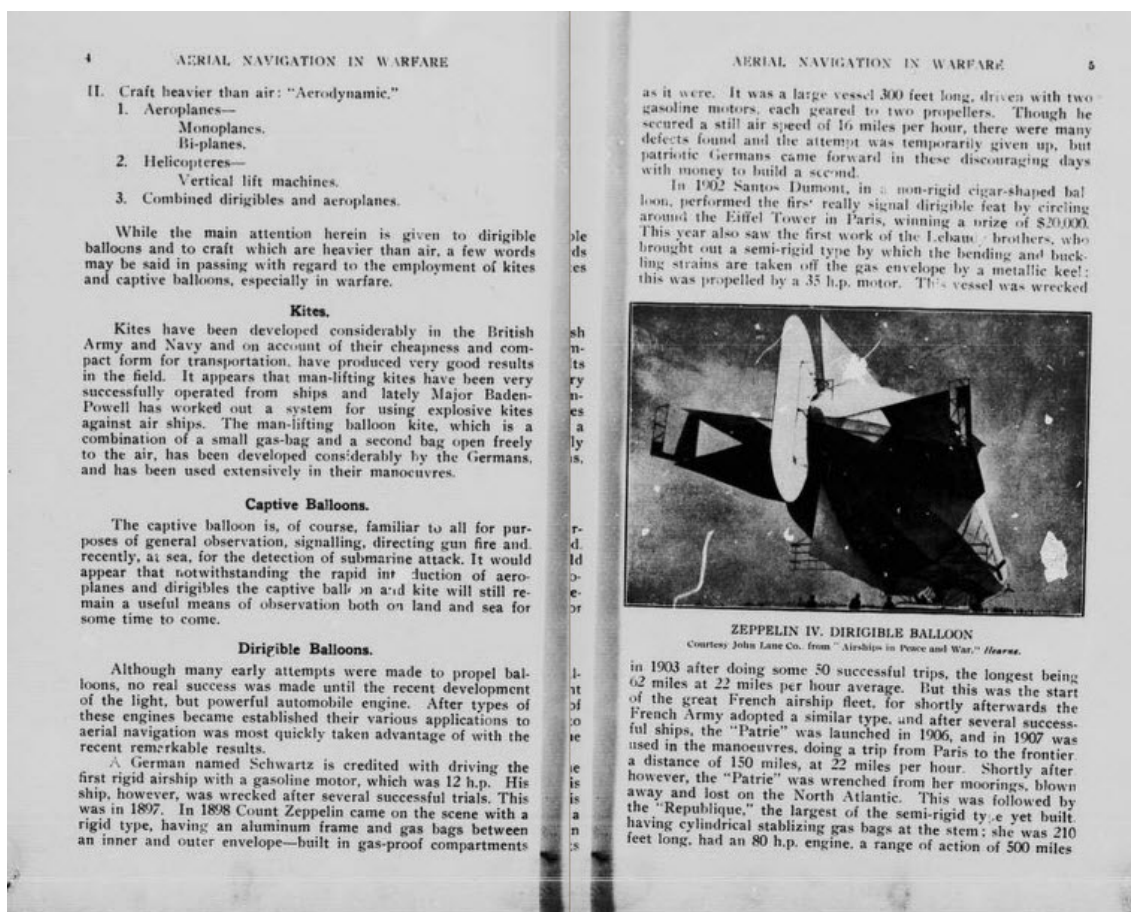 4 AERIAL NAVIGATION IN WARFARE
II. Craft heavier than air: "Aerodynamic."
1. Aeroplanes—
Monoplanes.
Bi-planes.
2. Helicopteres—
Vertical lift machines.
3. Combined dirigibles and aeroplanes.
While the main attention herein is given to dirigible
balloons and to craft which are heavier than air, a few words
may be said in passing with regard to the employment of kites
and captive balloons, especially in warfare.
Kites.
Kites have been developed considerably in the British
Army and Navy and on account of their cheapness and com-
pact form for transportation, have produced very good results
in the field. It appears that man-lifting kites have been very
successfully operated from ships and lately Major Baden-
Powell has worked out a system for using explosive kites
against air ships. The man-lifting balloon kite, which is a
combination of a small gas-bag and a second bag open freely
to the air, has been developed considerably by the Germans,
and has been used extensively in their manoeuvres.
Captive Balloons.
The captive balloon is, of course, familiar to all for pur-
poses of general observation, signalling, directing gun fire and,
recently, at sea, for the detection of submarine attack. It would
appear that notwithstanding the rapid introduction of aero-
planes and dirigibles the captive balloon and kite will still re-
main a useful means of observation both on land and sea for
some time to come.
Dirigible Balloons.
Although many early attempts were made to propel bal-
loons, no real success was made until the recent development
of the light, but powerful automobile engine. After types of
these engines became established their various applications to
aerial navigation was most quickly taken advantage of with the
recent remarkable results.
A German named Schwartz is credited with driving the
first rigid airship with a gasoline motor, which was 12 h.p. His
ship, however, was wrecked after several successful trials. This
was in 1897. In 1898 Count Zeppelin came on the scene with a
rigid type, having an aluminum frame and gas bags between
an inner and outer envelope—built in gas-proof compartments
AERIAL NAVIGATION IN WARFARE 5
as it were. It was a large vessel 300 feet long, driven with two
gasoline motors, each geared to two propellers. Though he
secured a still air speed of 16 miles per hour, there were many
defects found and the attempt was temporarily given up, but
patriotic Germans came forward in these discouraging days
with money to build a second.
In 1902 Santos Dumont, in a non-rigid cigar-shaped bal
loon, performed the first really signal dirigible feat by circling
around the Eiffel Tower in Paris, winning a prize of $20,000.
This year also saw the first work of the Lebaudy brothers, who
brought out a semi-rigid type by which the bending and buck-
ling strains are taken off the gas envelope by a metallic keel;
this was propelled by a 35 h.p. motor. This vessel was wrecked
ZEPPELIN IV. DIRIGIBLE BALLOON
Courtesy John Lane Co. from "Airships in Peace and War." Hearne.
in 1903 after doing some 50 successful trips, the longest being
62 miles at 22 miles per hour average. But this was the start
of the great French airship fleet, for shortly afterwards the
French Army adopted a similar type, and after several success-
ful ships, the "Patrie" was launched in 1906, and in 1907 was
used in the manoeuvres, doing a trip from Paris to the frontier
a distance of 150 miles, at 22 miles per hour. Shortly after
however, the "Patrie" was wrenched from her moorings, blown
away and lost on the North Atlantic. This was followed by
the "Republique," the largest of the semi-rigid type yet built.
having cylindrical stablizing gas bags at the stem; she was 210
feet long, had an 80 h.p. engine, a range of action of 500 miles